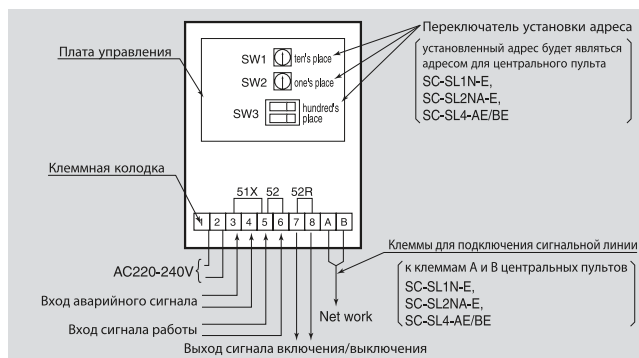 Плата управления
SW1 ten's place
SW2 one's place
SW3 hundred's
place
Переключатель установки адреса
установленный адрес будет являться
адресом для центрального пульта
SC-SL1N-E,
SC-SL2NA-E,
SC-SL4-AE/BE
Клеммная колодка
51X 52 52R
1 2 3 4 5 6 7 8 A B
AC220-240V
Вход аварийного сигнала
Вход сигнала работы
Выход сигнала включения/выключения
Net work
Клеммы для подключения сигнальной линии
к клеммам А и В центральных пультов
SC-SL1N-E,
SC-SL2NA-E,
SC-SL4-AE/BE